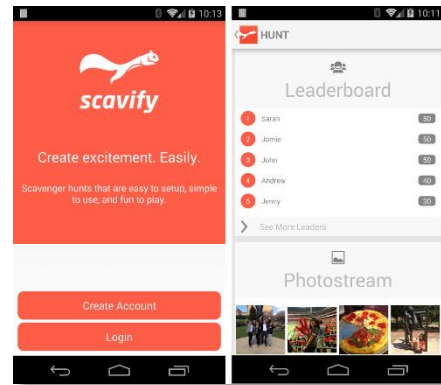 10:13
scavify
Create excitement. Easily.
Scavenger hunts that are easy to setup, simple
to use, and fun to play.
Create Account
Login
10:11
HUNT
Leaderboard
1 Sarah 50
2 Jamie 50
3 John 50
4 Andrew 40
5 Jenny 30
See More Leaders
Photostream